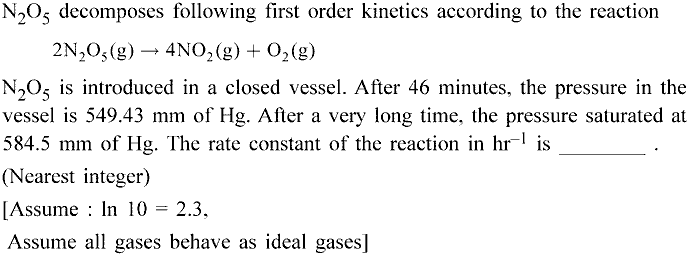 N₂O₅ decomposes following first order kinetics according to the reaction
2N₂O₅(g) → 4NO₂(g) + O₂(g)
N₂O₅ is introduced in a closed vessel. After 46 minutes, the pressure in the
vessel is 549.43 mm of Hg. After a very long time, the pressure saturated at
584.5 mm of Hg. The rate constant of the reaction in hr⁻¹ is ________ .
(Nearest integer)
[Assume : ln 10 = 2.3,
Assume all gases behave as ideal gases]